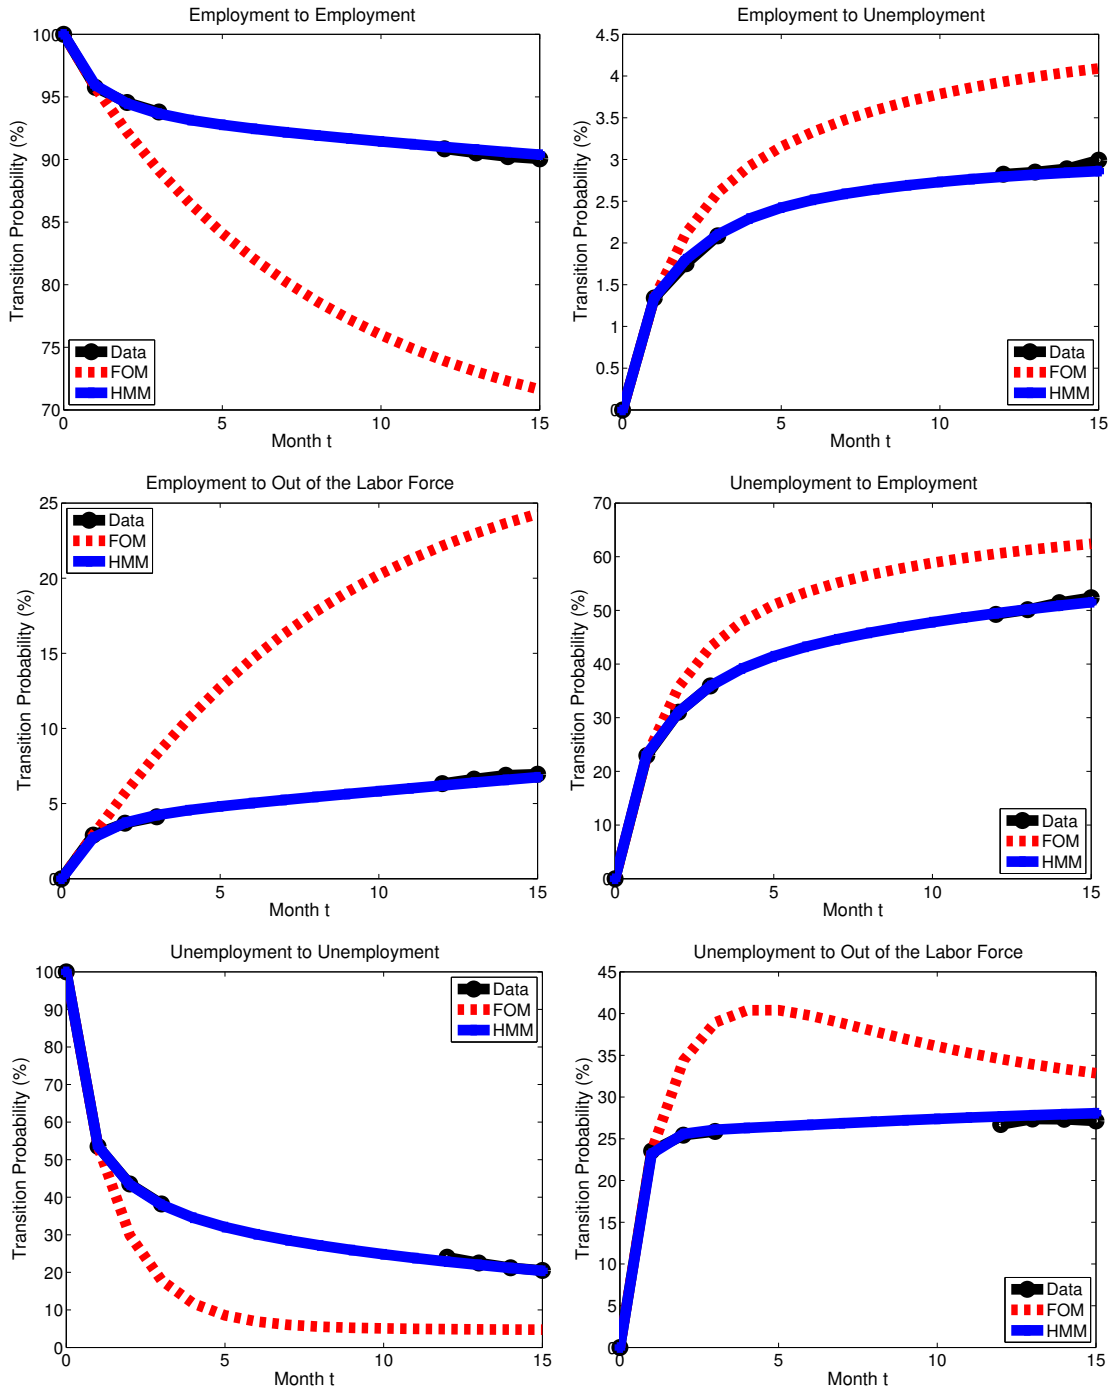 Employment to Employment
Transition Probability (%)
100
95
90
85
80
75
70
0
5
10
15
Month t
Data
FOM
HMM
Employment to Unemployment
Transition Probability (%)
4.5
4
3.5
3
2.5
2
1.5
1
0.5
0
0
5
10
15
Month t
Data
FOM
HMM
Employment to Out of the Labor Force
Transition Probability (%)
25
20
15
10
5
0
0
5
10
15
Month t
Data
FOM
HMM
Unemployment to Employment
Transition Probability (%)
70
60
50
40
30
20
10
0
0
5
10
15
Month t
Data
FOM
HMM
Unemployment to Unemployment
Transition Probability (%)
100
90
80
70
60
50
40
30
20
10
0
0
5
10
15
Month t
Data
FOM
HMM
Unemployment to Out of the Labor Force
Transition Probability (%)
45
40
35
30
25
20
15
10
5
0
0
5
10
15
Month t
Data
FOM
HMM